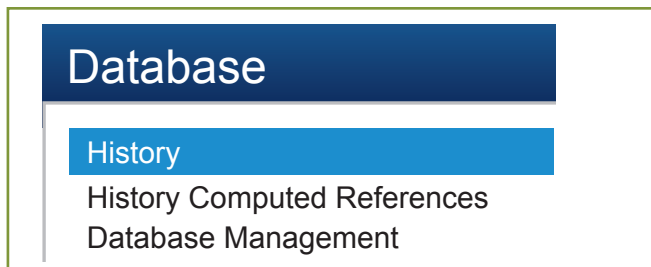 Database
History
History Computed References
Database Management